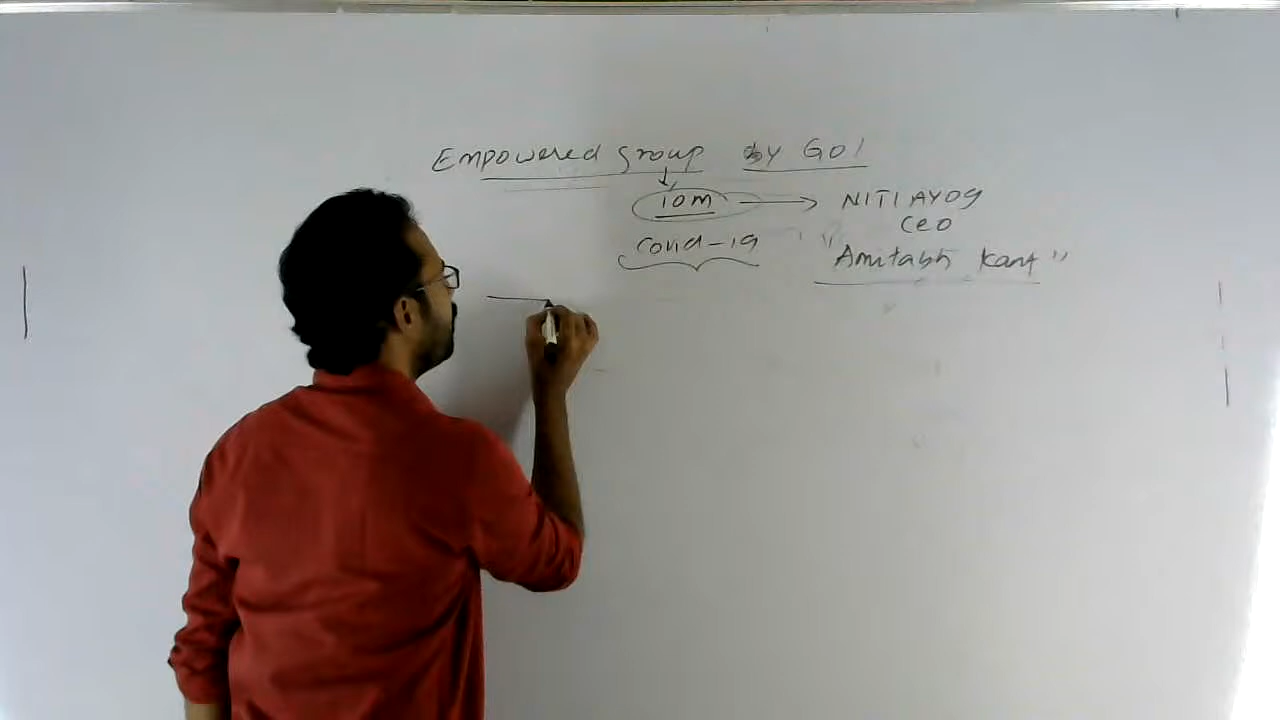 Empowered group by GOI
10m → NITI AYOg
CEO
Covid-19 "Amitabh Kant"